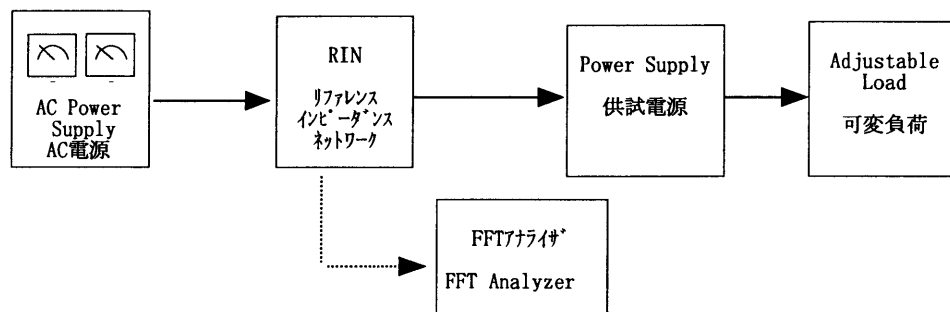 AC Power
Supply
AC電源
RIN
リファレンス
インピーダンス
ネットワーク
Power Supply
供試電源
Adjustable
Load
可変負荷
FFTアナライザ
FFT Analyzer